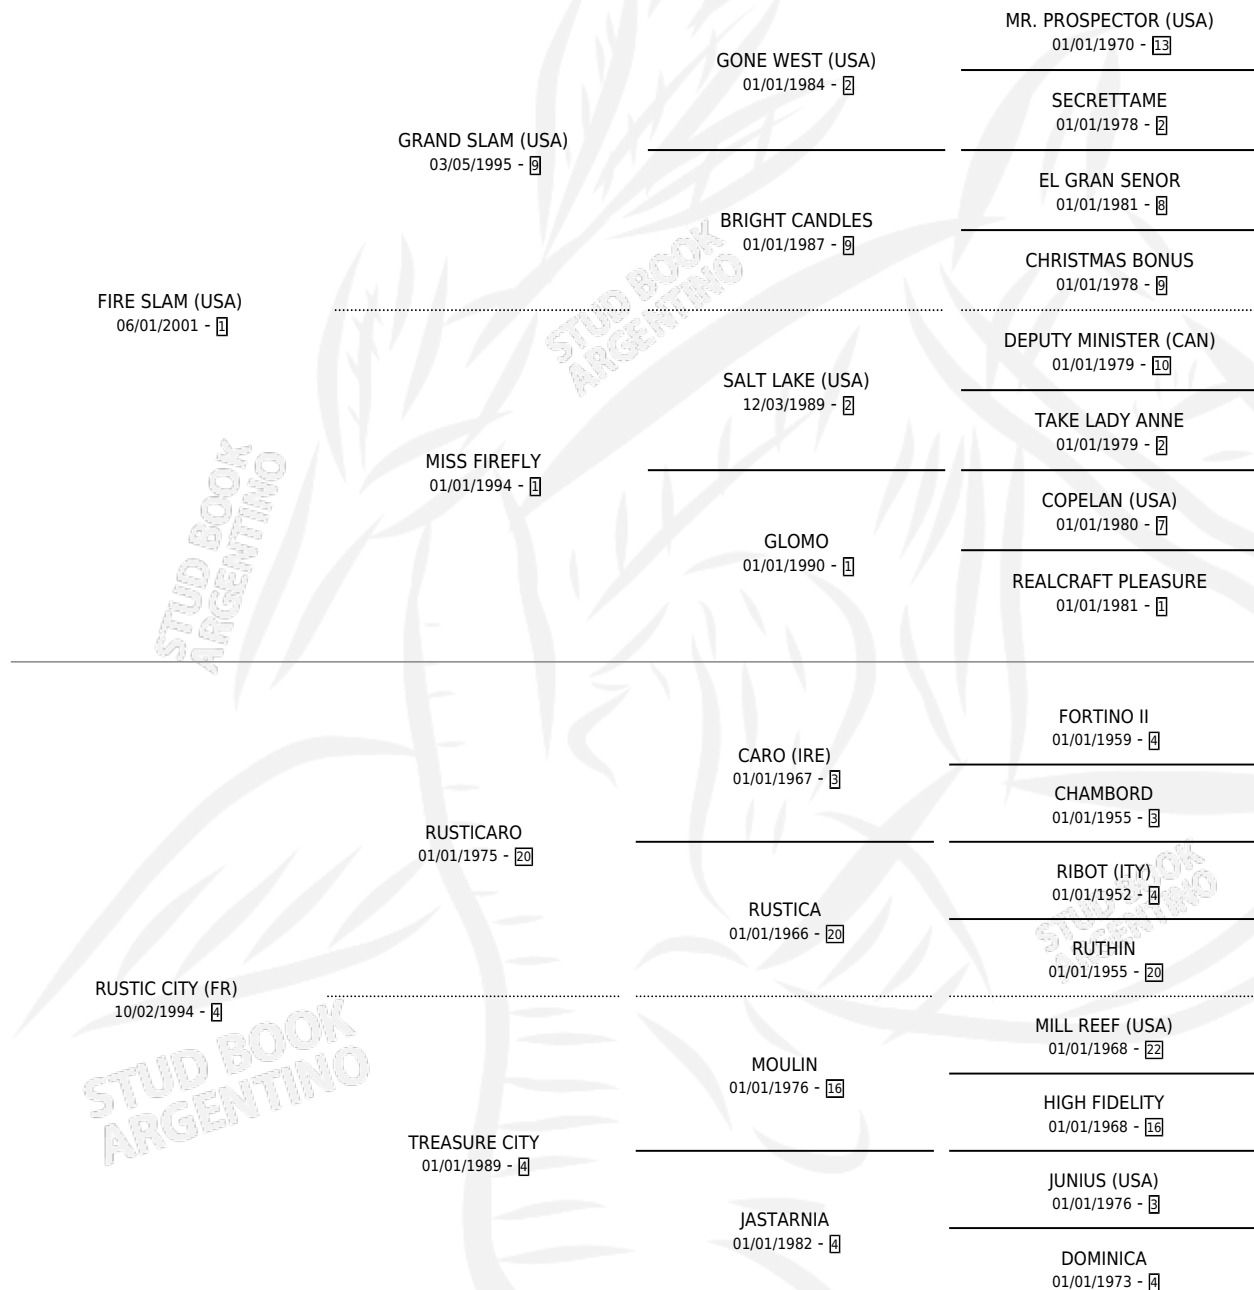 MR. PROSPECTOR (USA)
01/01/1970 - 13
GONE WEST (USA)
01/01/1984 - 2
SECRETTAME
01/01/1978 - 2
GRAND SLAM (USA)
03/05/1995 - 9
EL GRAN SENOR
01/01/1981 - 8
BRIGHT CANDLES
01/01/1987 - 9
CHRISTMAS BONUS
01/01/1978 - 9
FIRE SLAM (USA)
06/01/2001 - 1
STUD BOOK
ARGENTINO
DEPUTY MINISTER (CAN)
01/01/1979 - 10
SALT LAKE (USA)
12/03/1989 - 2
TAKE LADY ANNE
01/01/1979 - 2
MISS FIREFLY
01/01/1994 - 1
COPELAN (USA)
01/01/1980 - 7
GLOMO
01/01/1990 - 1
REALCRAFT PLEASURE
01/01/1981 - 1
STUD BOOK
ARGENTINO
FORTINO II
01/01/1959 - 4
CARO (IRE)
01/01/1967 - 3
CHAMBORD
01/01/1955 - 3
RUSTICARO
01/01/1975 - 20
RIBOT (ITY)
01/01/1952 - 4
RUSTICA
01/01/1966 - 20
STUD BOOK
ARGENTINO
RUTHIN
01/01/1955 - 20
RUSTIC CITY (FR)
10/02/1994 - 4
STUD BOOK
ARGENTINO
MILL REEF (USA)
01/01/1968 - 22
MOULIN
01/01/1976 - 16
HIGH FIDELITY
01/01/1968 - 16
TREASURE CITY
01/01/1989 - 4
JUNIUS (USA)
01/01/1976 - 3
JASTARNIA
01/01/1982 - 4
DOMINICA
01/01/1973 - 4